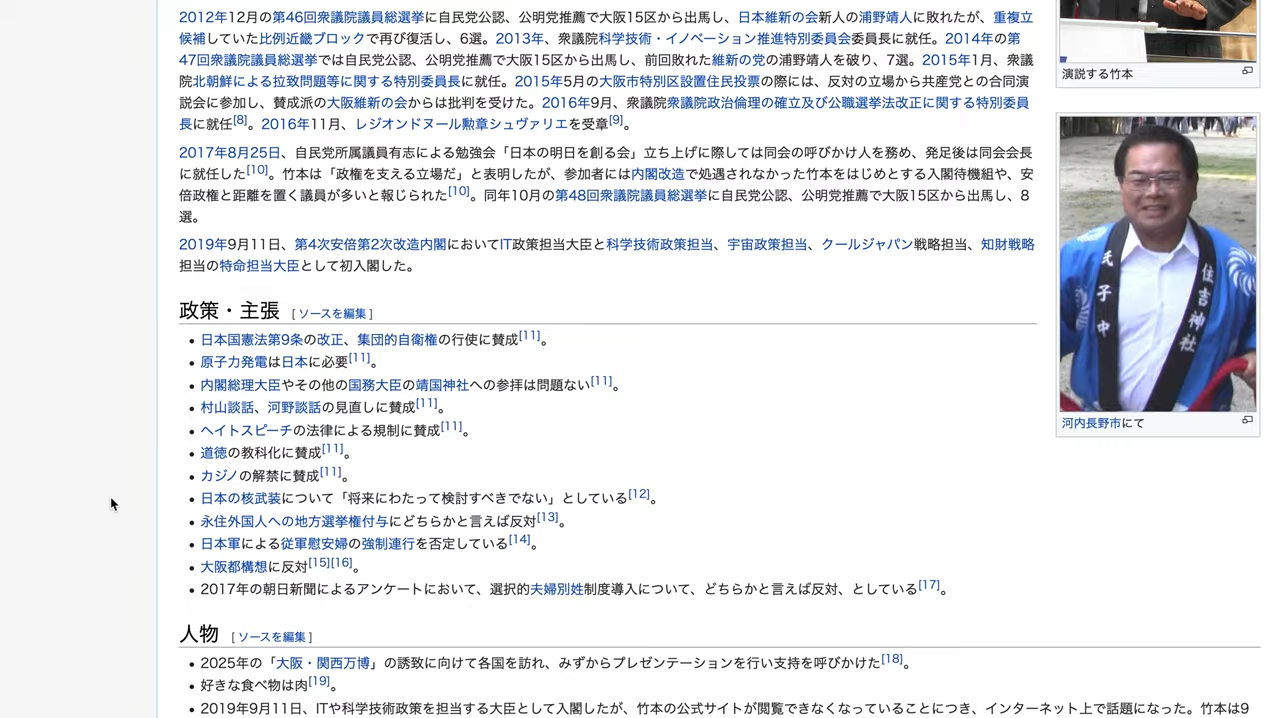 2012年12月の第46回衆議院議員総選挙に自民党公認、公明党推薦で大阪15区から出馬し、日本維新の会新人の浦野靖人に敗れたが、重複立
候補していた比例近畿ブロックで再び復活し、6選。2013年、衆議院科学技術・イノベーション推進特別委員会委員長に就任。2014年の第
47回衆議院議員総選挙では自民党公認、公明党推薦で大阪15区から出馬し、前回敗れた維新の党の浦野靖人を破り、7選。2015年1月、衆議
院北朝鮮による拉致問題等に関する特別委員長に就任。2015年5月の大阪市特別区設置住民投票の際には、反対の立場から共産党との合同演
説会に参加し、賛成派の大阪維新の会からは批判を受けた。2016年9月、衆議院衆議院政治倫理の確立及び公職選挙法改正に関する特別委員
長に就任[8]。2016年11月、レジオンドヌール勲章シュヴァリエを受章[9]。
2017年8月25日、自民党所属議員有志による勉強会「日本の明日を創る会」立ち上げに際しては同会の呼びかけ人を務め、発足後は同会会長
に就任した[10]。竹本は「政権を支える立場だ」と表明したが、参加者には内閣改造で処遇されなかった竹本をはじめとする入閣待機組や、安
倍政権と距離を置く議員が多いと報じられた[10]。同年10月の第48回衆議院議員総選挙に自民党公認、公明党推薦で大阪15区から出馬し、8
選。
2019年9月11日、第4次安倍第2次改造内閣においてIT政策担当大臣と科学技術政策担当、宇宙政策担当、クールジャパン戦略担当、知財戦略
担当の特命担当大臣として初入閣した。
政策・主張 [ ソースを編集 ]
• 日本国憲法第9条の改正、集団的自衛権の行使に賛成[11]。
• 原子力発電は日本に必要[11]。
• 内閣総理大臣やその他の国務大臣の靖国神社への参拝は問題ない[11]。
• 村山談話、河野談話の見直しに賛成[11]。
• ヘイトスピーチの法律による規制に賛成[11]。
• 道徳の教科化に賛成[11]。
• カジノの解禁に賛成[11]。
• 日本の核武装について「将来にわたって検討すべきでない」としている[12]。
• 永住外国人への地方選挙権付与にどちらかと言えば反対[13]。
• 日本軍による従軍慰安婦の強制連行を否定している[14]。
• 大阪都構想に反対[15][16]。
• 2017年の朝日新聞によるアンケートにおいて、選択的夫婦別姓制度導入について、どちらかと言えば反対、としている[17]。
人物 [ ソースを編集 ]
• 2025年の「大阪・関西万博」の誘致に向けて各国を訪れ、みずからプレゼンテーションを行い支持を呼びかけた[18]。
• 好きな食べ物は肉[19]。
• 2019年9月11日、ITや科学技術政策を担当する大臣として入閣したが、竹本の公式サイトが閲覧できなくなっていることにつき、インターネット上で話題になった。竹本は9
演説する竹本
氏子中
住吉神社
河内長野市にて